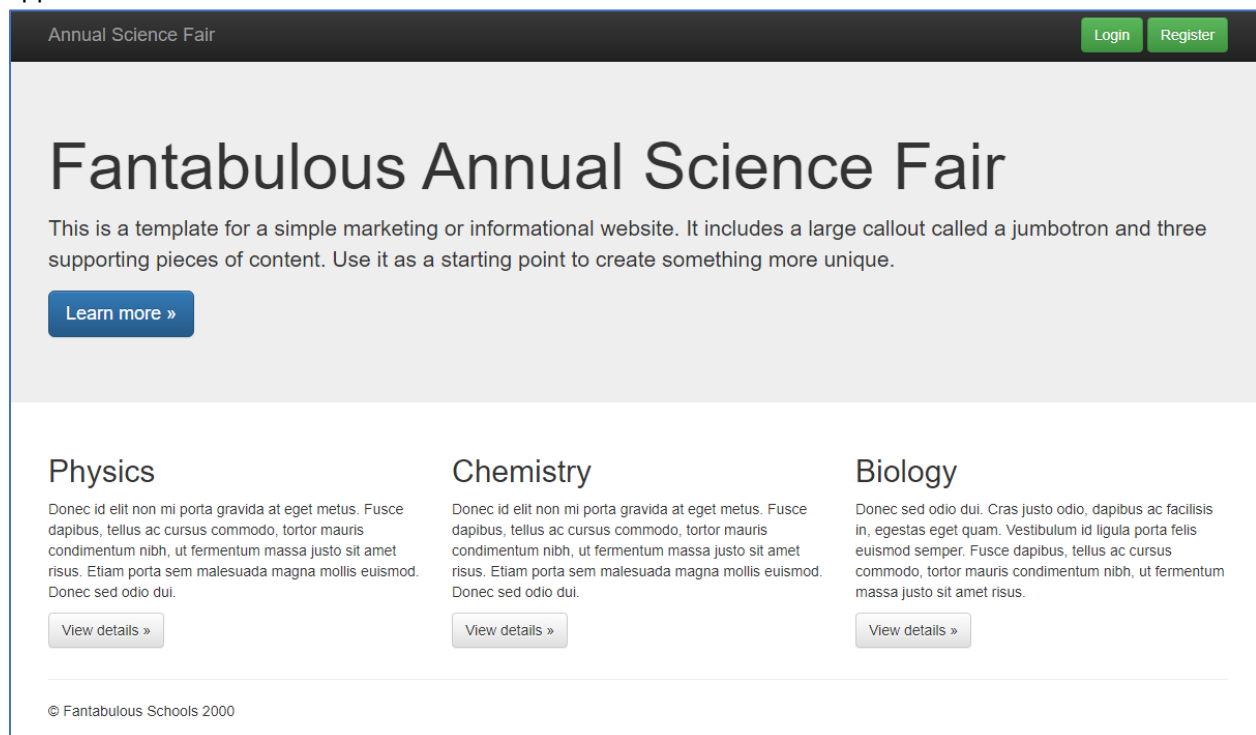 Annual Science Fair
Login
Register
Fantabulous Annual Science Fair
This is a template for a simple marketing or informational website. It includes a large callout called a jumbotron and three
supporting pieces of content. Use it as a starting point to create something more unique.
Learn more »
Physics
Donec id elit non mi porta gravida at eget metus. Fusce
dapibus, tellus ac cursus commodo, tortor mauris
condimentum nibh, ut fermentum massa justo sit amet
risus. Etiam porta sem malesuada magna mollis euismod.
Donec sed odio dui.
View details »
Chemistry
Donec id elit non mi porta gravida at eget metus. Fusce
dapibus, tellus ac cursus commodo, tortor mauris
condimentum nibh, ut fermentum massa justo sit amet
risus. Etiam porta sem malesuada magna mollis euismod.
Donec sed odio dui.
View details »
Biology
Donec sed odio dui. Cras justo odio, dapibus ac facilisis
in, egestas eget quam. Vestibulum id ligula porta felis
euismod semper. Fusce dapibus, tellus ac cursus
commodo, tortor mauris condimentum nibh, ut fermentum
massa justo sit amet risus.
View details »
© Fantabulous Schools 2000